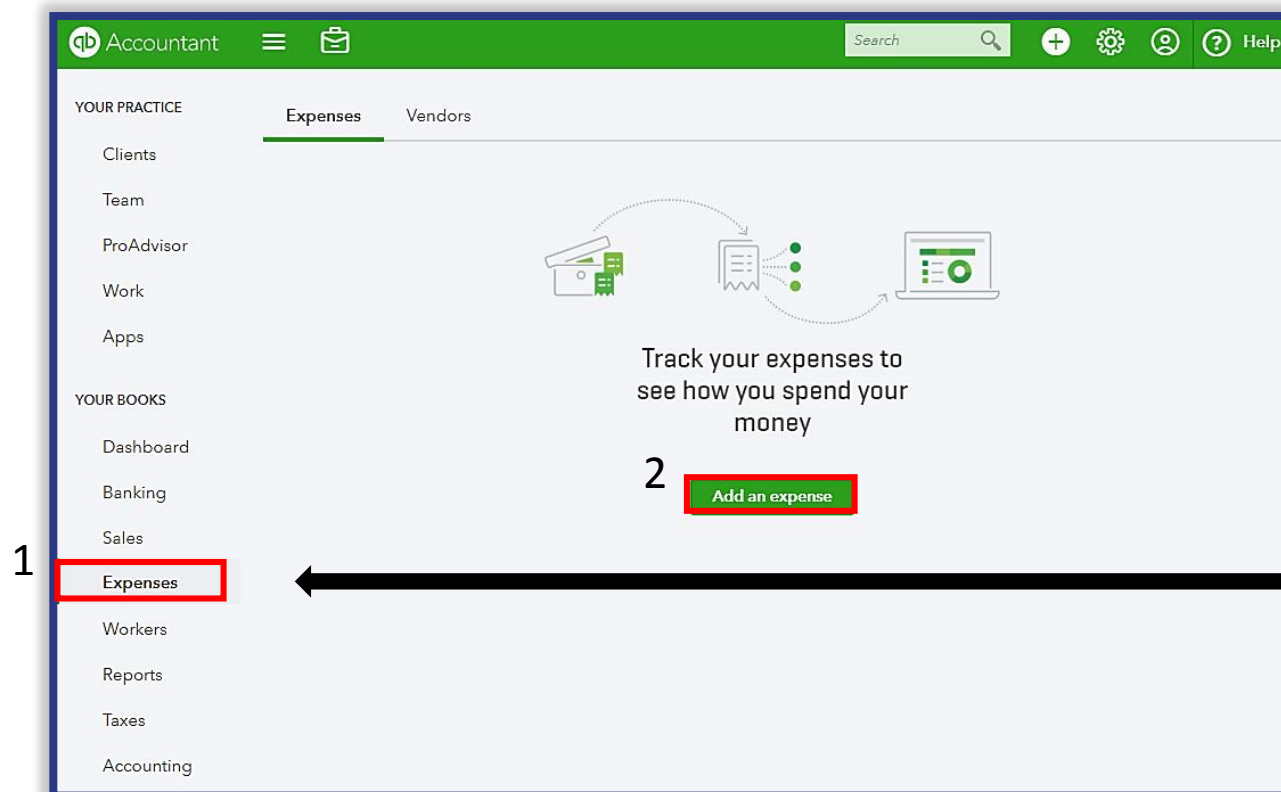 qb Accountant
Search
Help
YOUR PRACTICE
Expenses Vendors
Clients
Team
ProAdvisor
Work
Apps
Track your expenses to
see how you spend your
money
YOUR BOOKS
Dashboard
Banking
2
Add an expense
Sales
1
Expenses
Workers
Reports
Taxes
Accounting